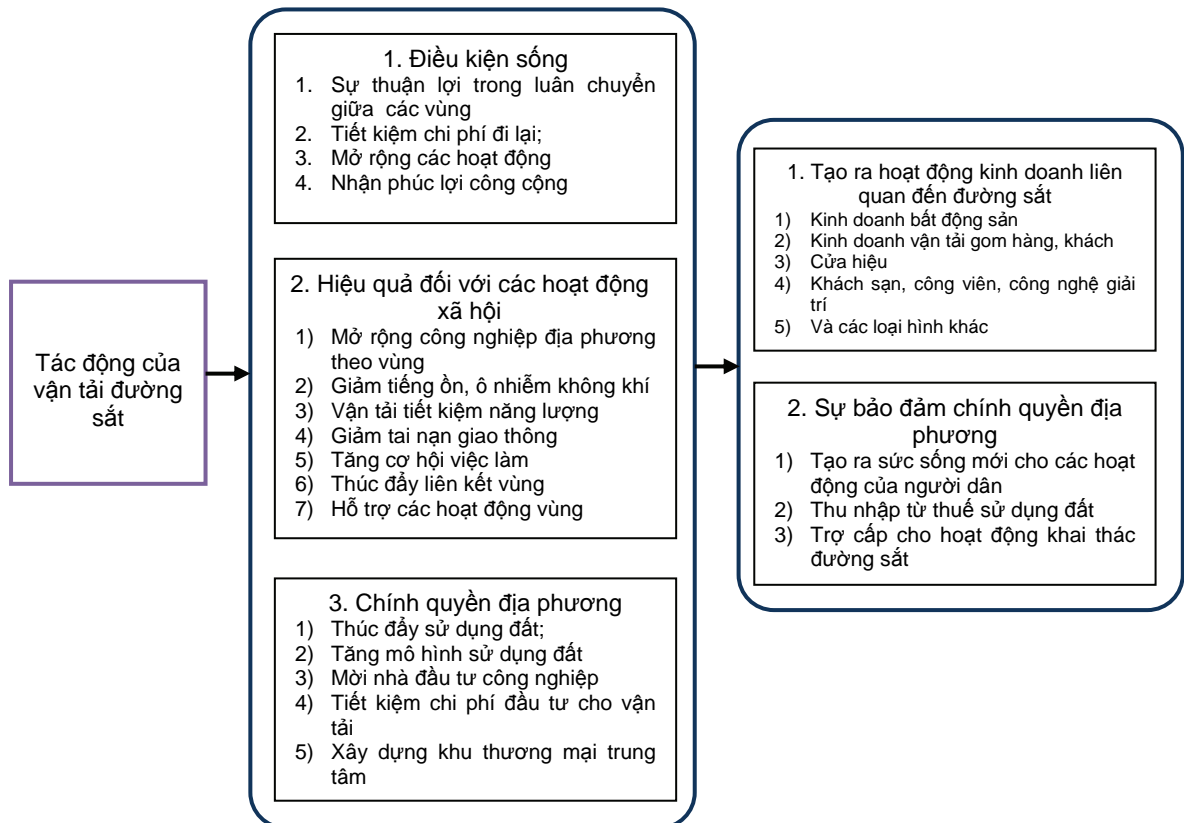 Tác động của
vận tải đường
sắt
1. Điều kiện sống
1. Sự thuận lợi trong luân chuyển
giữa các vùng
2. Tiết kiệm chi phí đi lại;
3. Mở rộng các hoạt động
4. Nhận phúc lợi công cộng
2. Hiệu quả đối với các hoạt động
xã hội
1) Mở rộng công nghiệp địa phương
theo vùng
2) Giảm tiếng ồn, ô nhiễm không khí
3) Vận tải tiết kiệm năng lượng
4) Giảm tai nạn giao thông
5) Tăng cơ hội việc làm
6) Thúc đẩy liên kết vùng
7) Hỗ trợ các hoạt động vùng
3. Chính quyền địa phương
1) Thúc đẩy sử dụng đất;
2) Tăng mô hình sử dụng đất
3) Mời nhà đầu tư công nghiệp
4) Tiết kiệm chi phí đầu tư cho vận
tải
5) Xây dựng khu thương mại trung
tâm
1. Tạo ra hoạt động kinh doanh liên
quan đến đường sắt
1) Kinh doanh bất động sản
2) Kinh doanh vận tải gom hàng, khách
3) Cửa hiệu
4) Khách sạn, công viên, công nghệ giải
trí
5) Và các loại hình khác
2. Sự bảo đảm chính quyền địa
phương
1) Tạo ra sức sống mới cho các hoạt
động của người dân
2) Thu nhập từ thuế sử dụng đất
3) Trợ cấp cho hoạt động khai thác
đường sắt